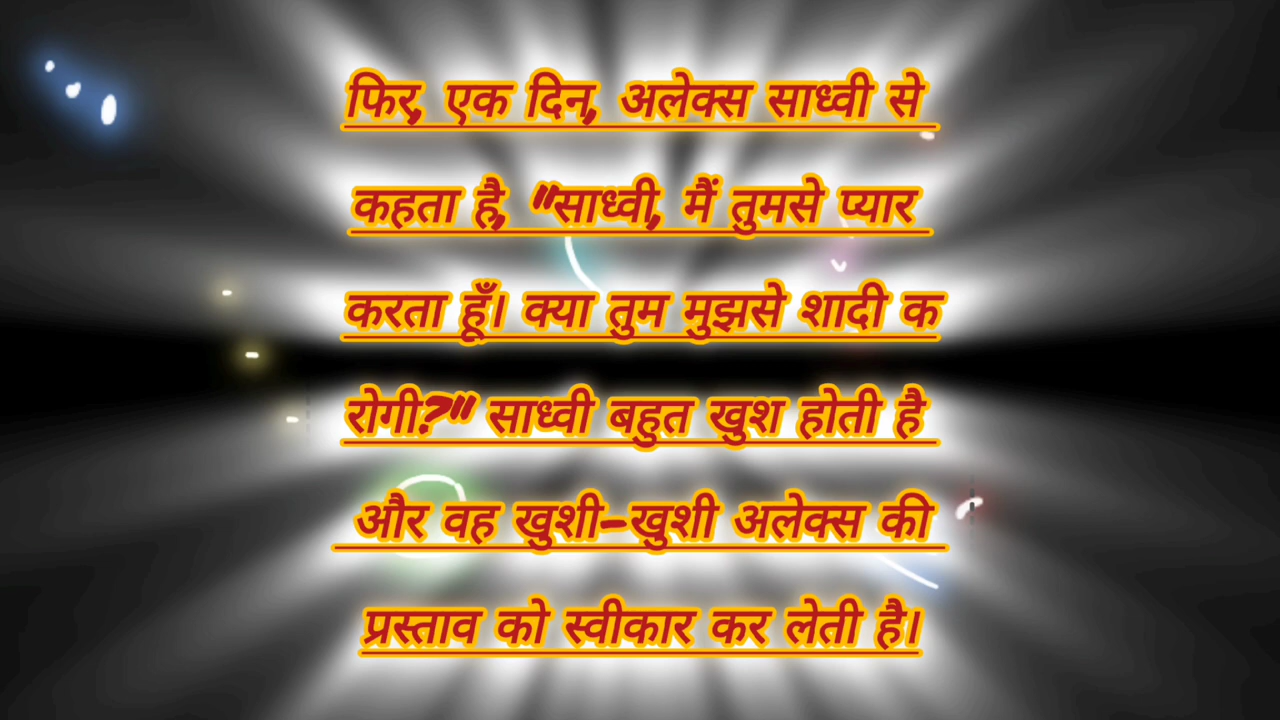 फिर, एक दिन, अलेक्स साध्वी से
कहता है, "साध्वी, मैं तुमसे प्यार
करता हूँ। क्या तुम मुझसे शादी क
रोगी?" साध्वी बहुत खुश होती है
और वह खुशी-खुशी अलेक्स की
प्रस्ताव को स्वीकार कर लेती है।